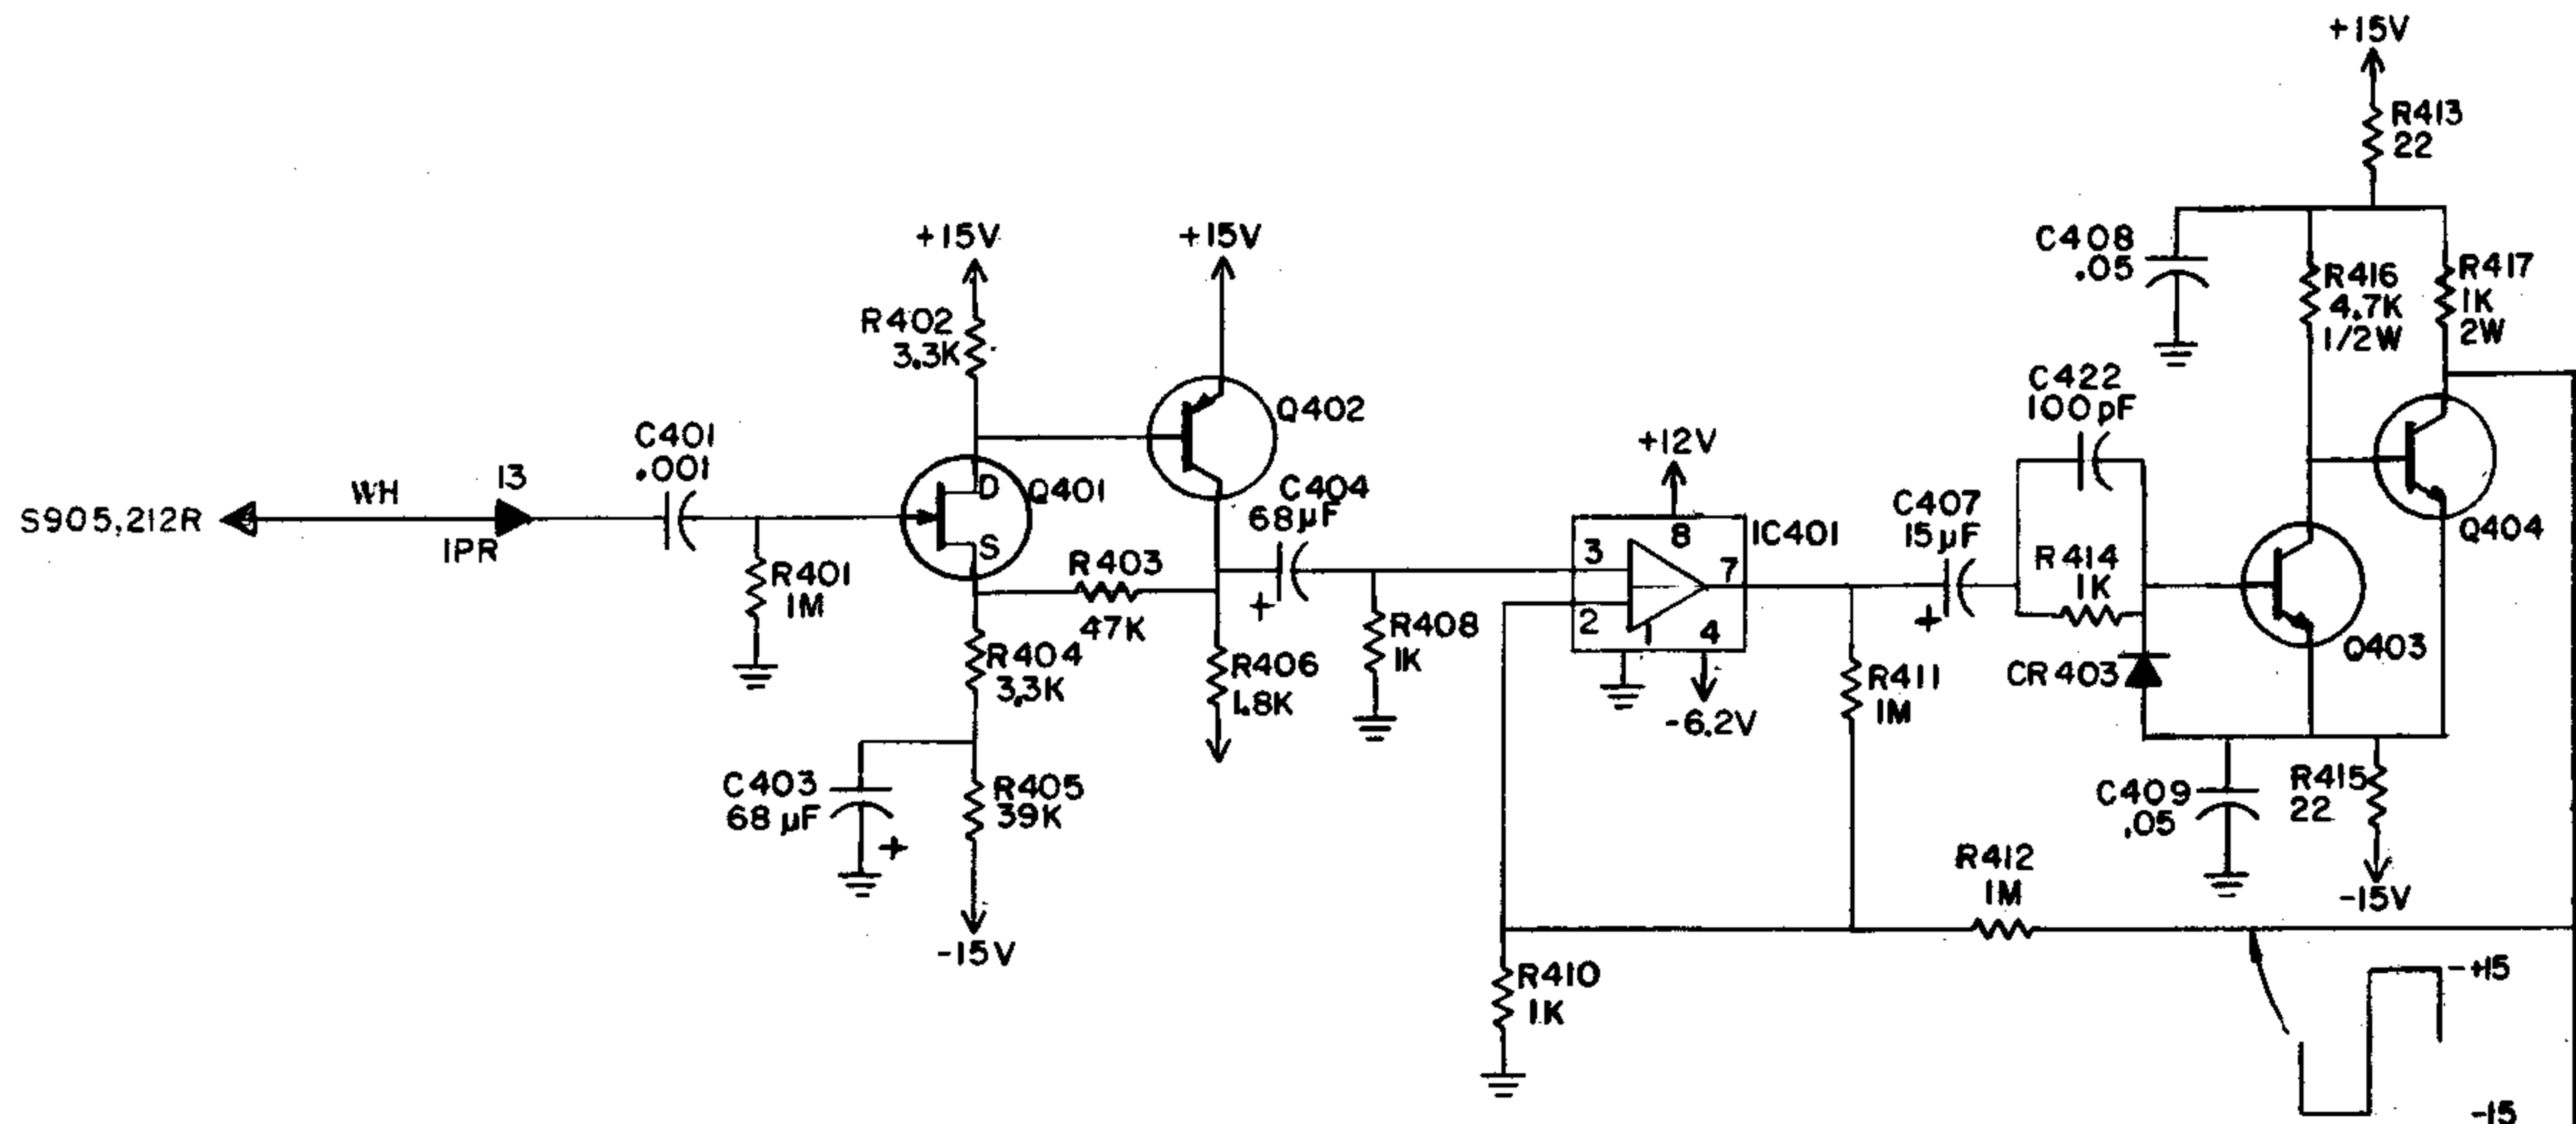 +15V
R413
22
+15V
+15V
C408
.05
R416
4.7K
1/2W
R417
1K
2W
R402
3.3K
Q402
C422
100pF
C401
.001
+12V
D
Q401
S
C404
68µF
+
S905,212R
WH
13
1PR
R401
1M
R403
47K
3
2
8
7
1
4
IC401
C407
15µF
+
R414
1K
Q404
Q403
R404
3.3K
R406
1.8K
R408
1K
-6.2V
R411
1M
CR403
C403
68µF
+
R405
39K
C409
.05
R415
22
-15V
-15V
R412
1M
R410
1K
-+15
-15